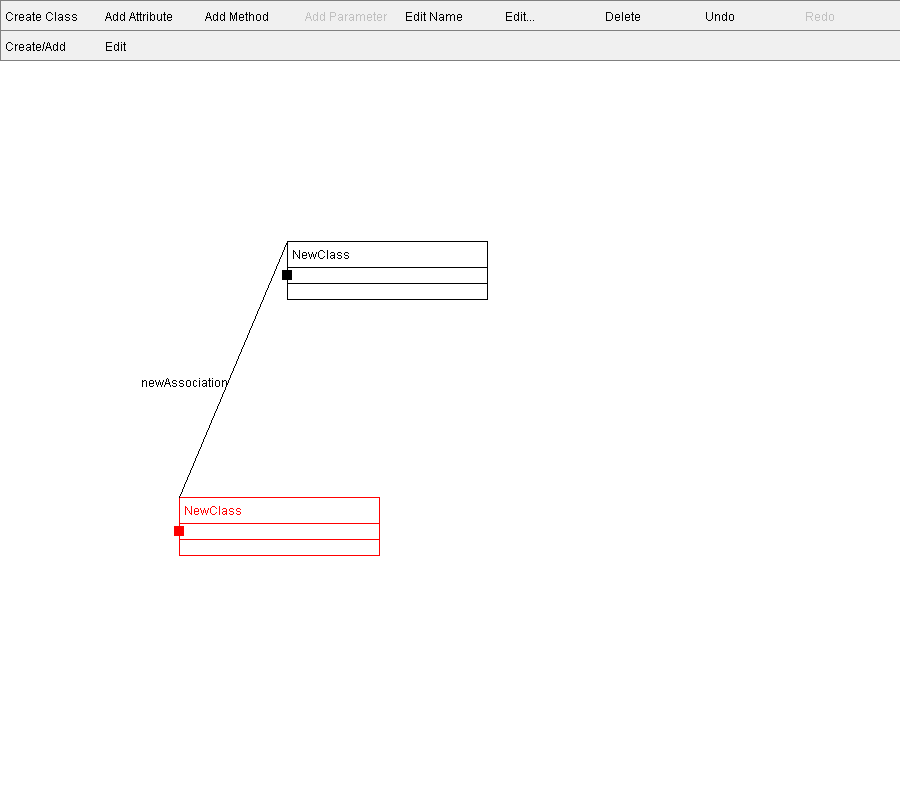 Create Class Add Attribute Add Method Add Parameter Edit Name Edit... Delete Undo Redo
Create/Add Edit
NewClass
newAssociation
NewClass